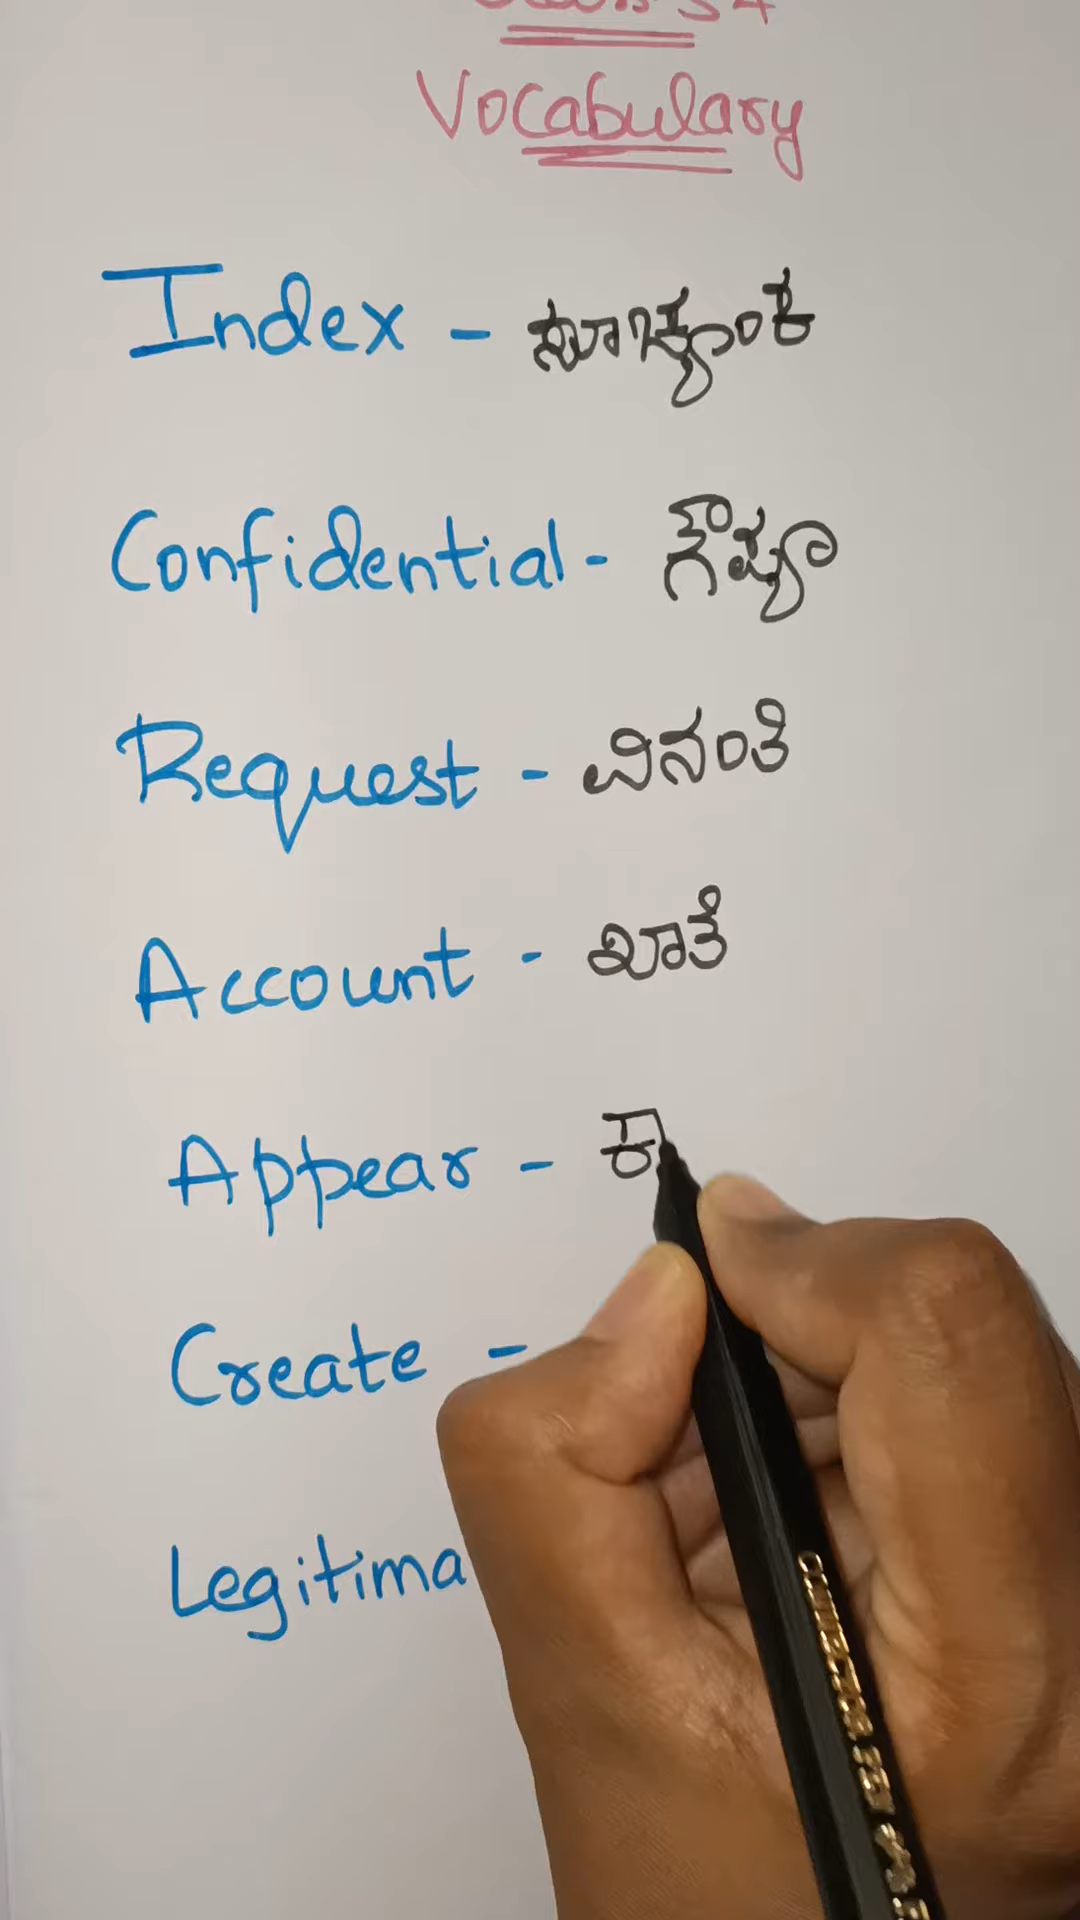 Vocabulary
Index - ಸೂಚ್ಯಂಕ
Confidential - ಗೌಪ್ಯ
Request - ವಿನಂತಿ
Account - ಖಾತೆ
Appear - ಕಾ
Create -
Legitima